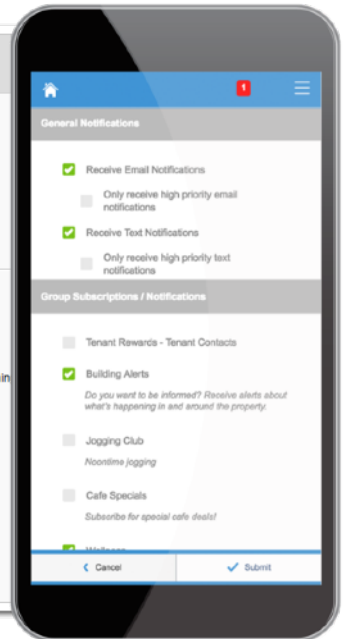 1
General Notifications
Receive Email Notifications
Only receive high priority email
notifications
Receive Text Notifications
Only receive high priority text
notifications
Group Subscriptions / Notifications
Tenant Rewards - Tenant Contacts
Building Alerts
Do you want to be informed? Receive alerts about
what's happening in and around the property.
Jogging Club
Noontime jogging
Cafe Specials
Subscribe for special cafe deals!
Wellness
Cancel
Submit